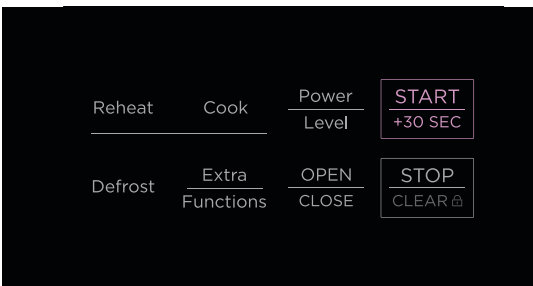 Reheat
Cook
Power
Level
START
+30 SEC
Defrost
Extra
Functions
OPEN
CLOSE
STOP
CLEAR